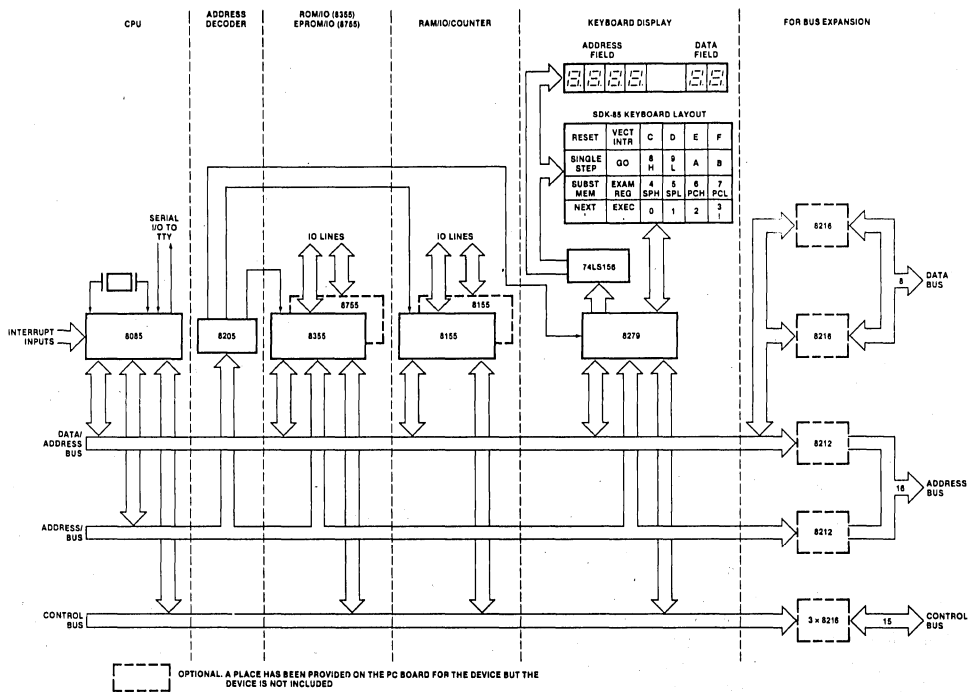 CPU
ADDRESS
DECODER
ROM/IO (8355)
EPROM/IO (8755)
RAM/IO/COUNTER
KEYBOARD DISPLAY
FOR BUS EXPANSION
ADDRESS
FIELD
DATA
FIELD
SDK-85 KEYBOARD LAYOUT
RESET VECT INTR C D E F
SINGLE STEP GO 8 H 9 L A B
SUBST MEM EXAM REG 4 SPH 5 SPL 6 PCH 7 PCL
NEXT , EXEC . 0 1 2 3 I
SERIAL
I/O TO
TTY
IO LINES
IO LINES
74LS156
8216
8
DATA
BUS
8755
8155
INTERRUPT
INPUTS
8085
8205
8355
8155
8279
8216
DATA/
ADDRESS
BUS
8212
16
ADDRESS
BUS
ADDRESS/
BUS
8212
CONTROL
BUS
3 × 8216
15
CONTROL
BUS
OPTIONAL. A PLACE HAS BEEN PROVIDED ON THE PC BOARD FOR THE DEVICE BUT THE
DEVICE IS NOT INCLUDED